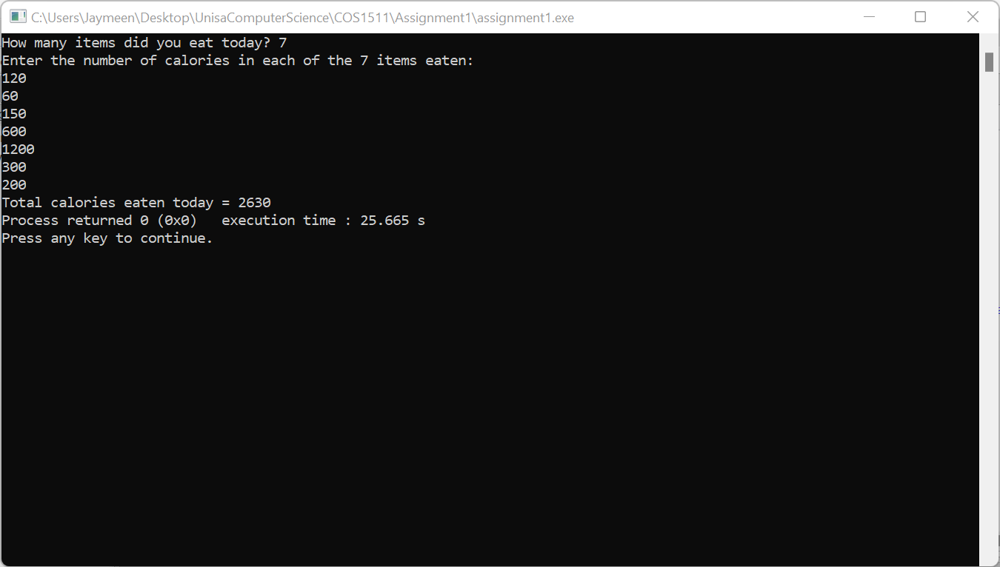 C:\Users\Jaymeen\Desktop\UnisaComputerScience\COS1511\Assignment1\assignment1.exe
How many items did you eat today? 7
Enter the number of calories in each of the 7 items eaten:
120
60
150
600
1200
300
200
Total calories eaten today = 2630
Process returned 0 (0x0)   execution time : 25.665 s
Press any key to continue.